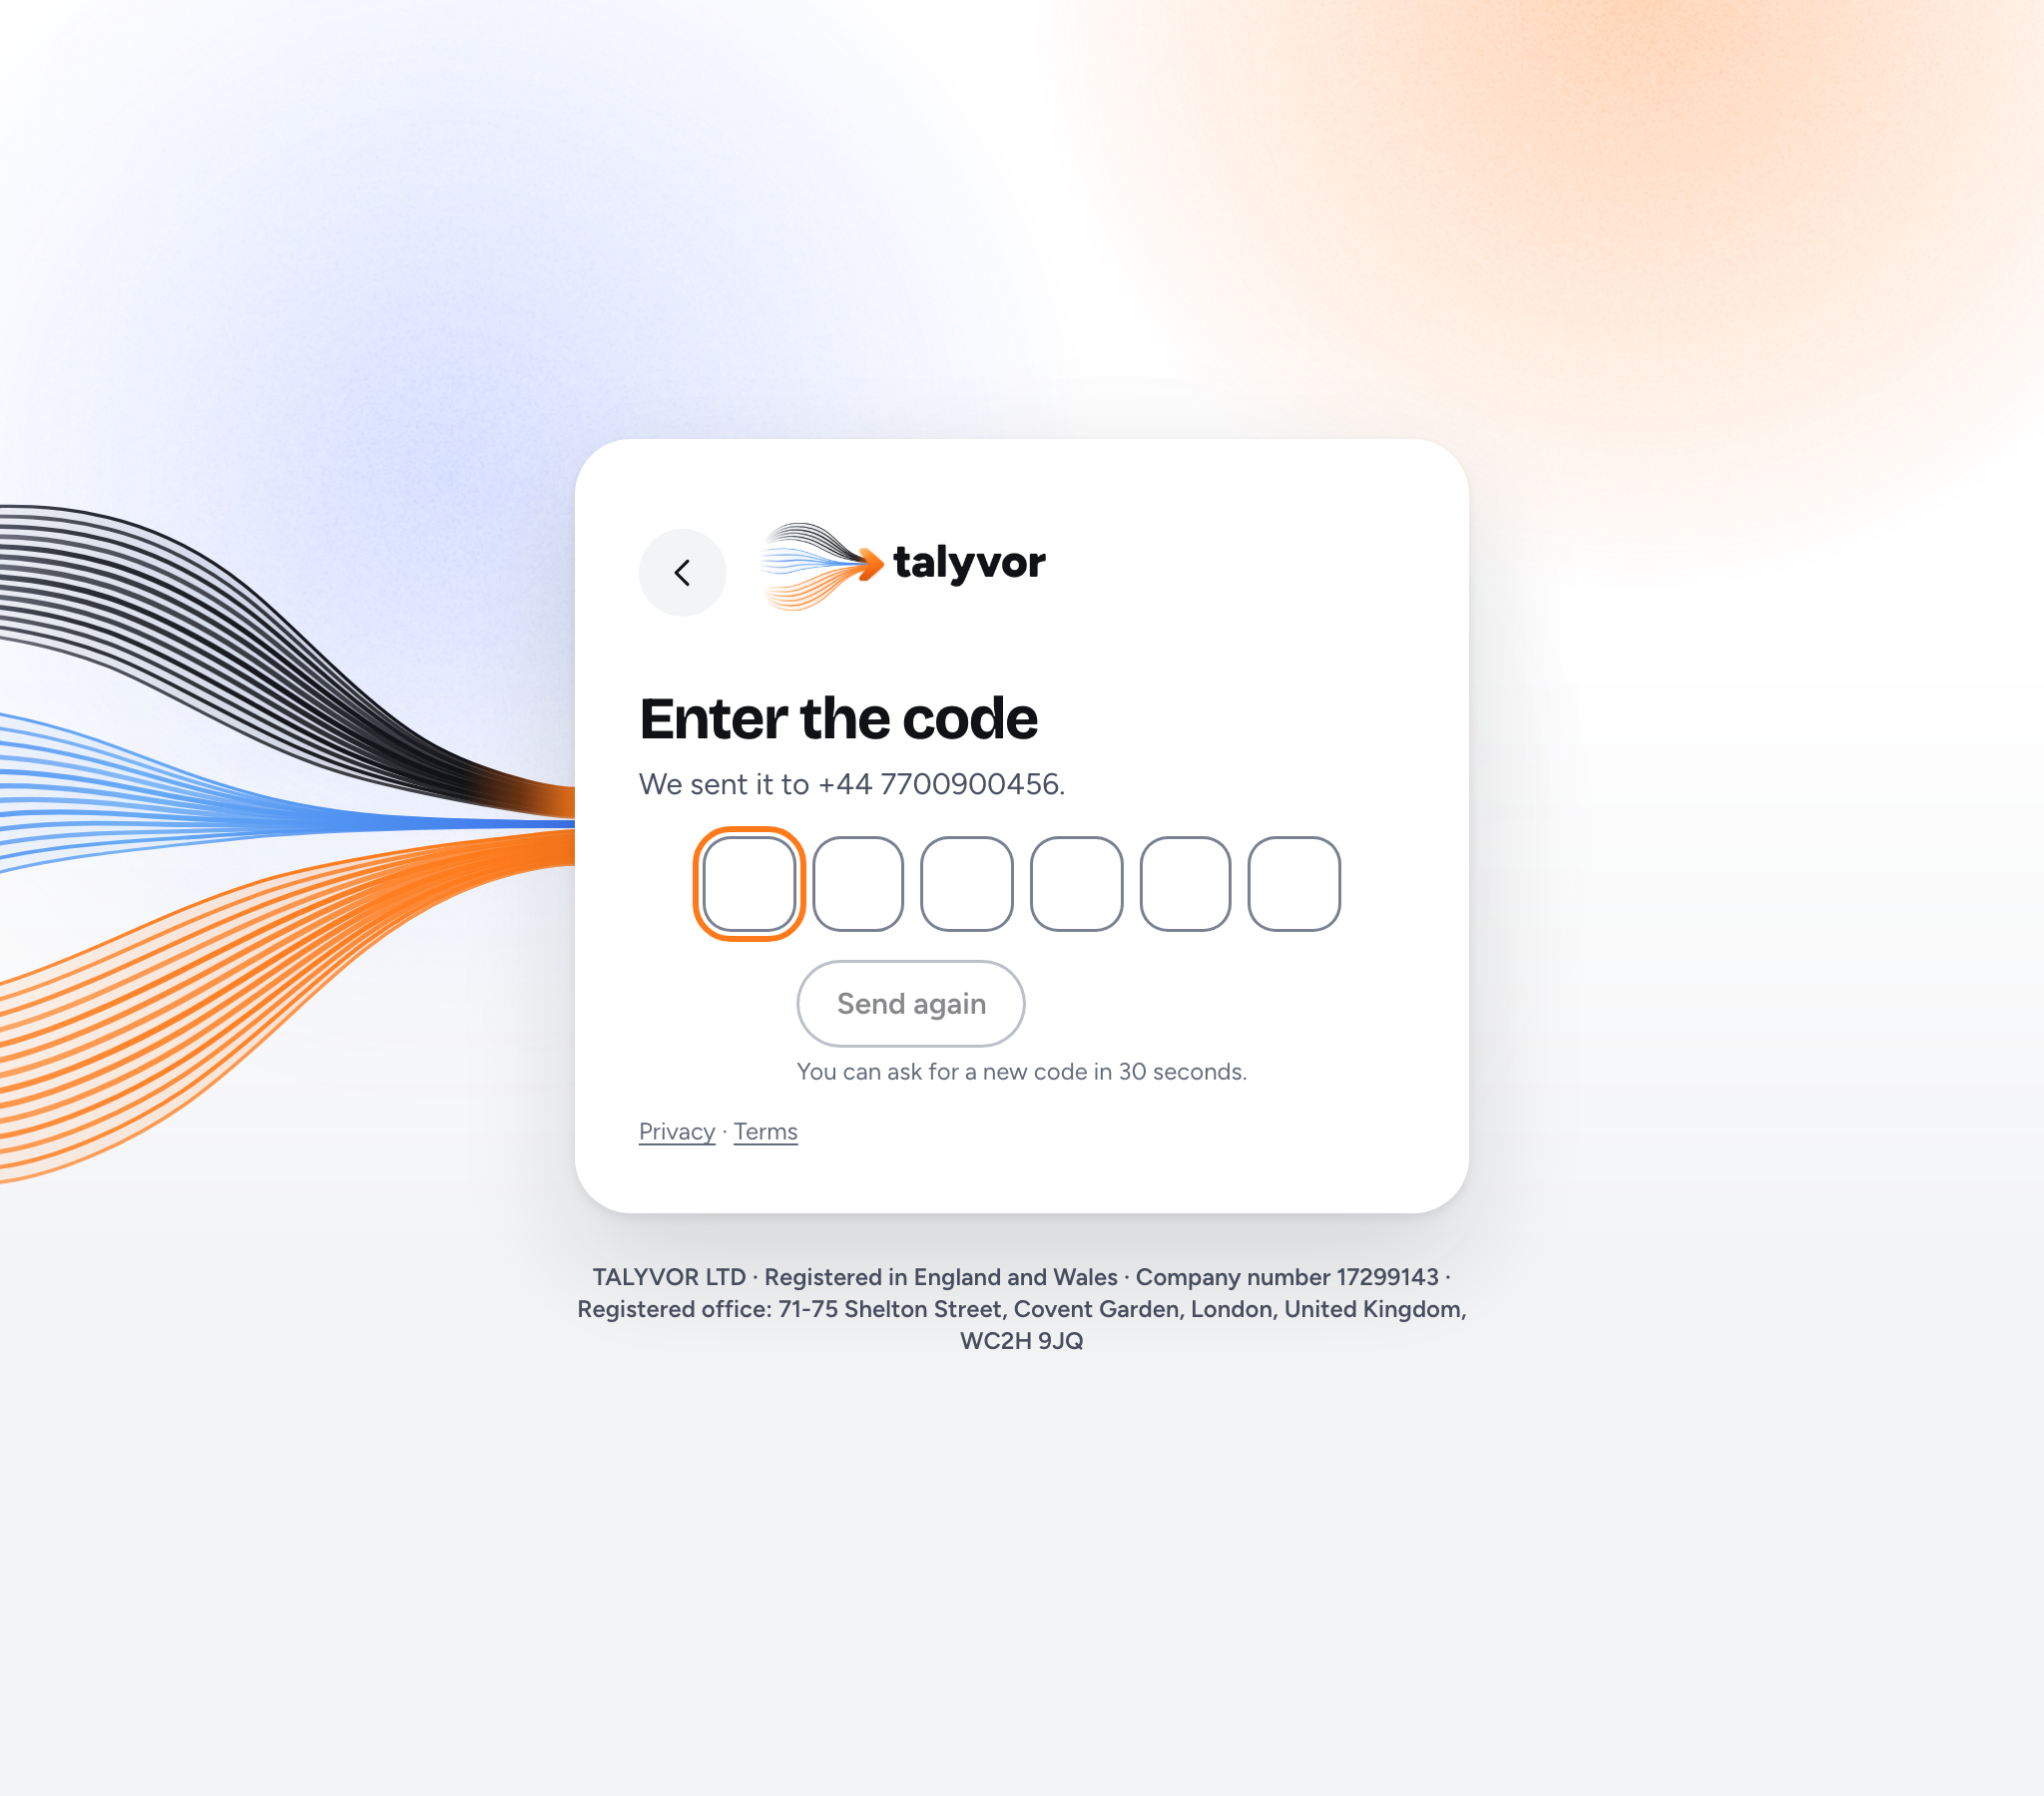 talyvor
Enter the code
We sent it to +44 7700900456.
Send again
You can ask for a new code in 30 seconds.
Privacy · Terms
TALYVOR LTD · Registered in England and Wales · Company number 17299143 ·
Registered office: 71-75 Shelton Street, Covent Garden, London, United Kingdom,
WC2H 9JQ